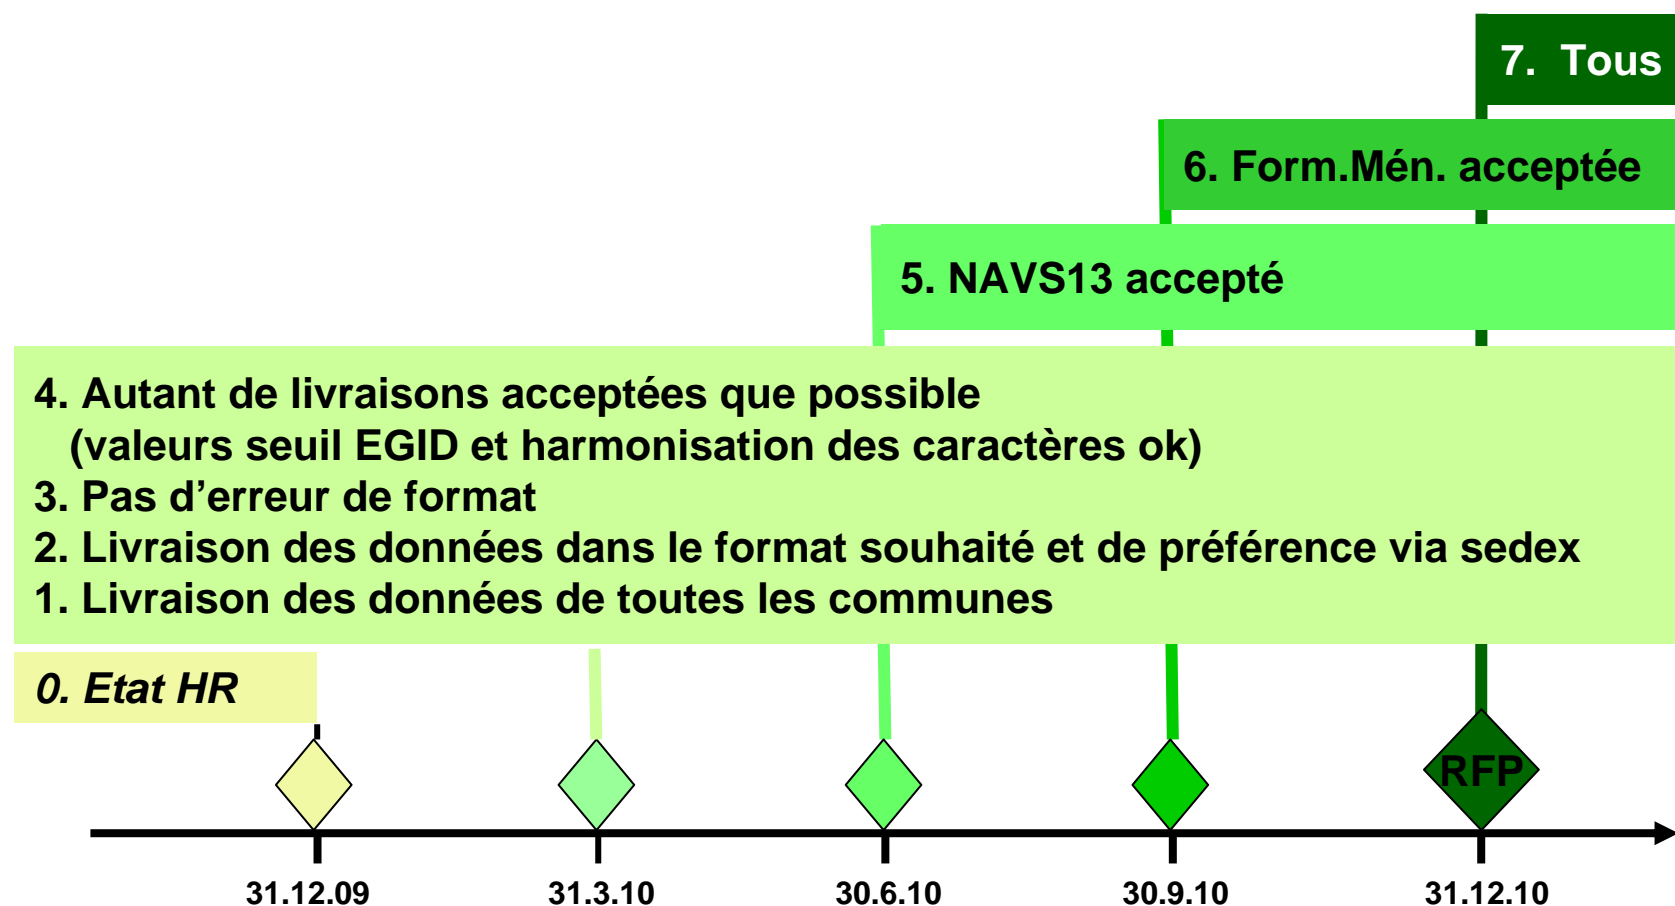 7. Tous
6. Form.Mén. acceptée
5. NAVS13 accepté
4. Autant de livraisons acceptées que possible
(valeurs seuil EGID et harmonisation des caractères ok)
3. Pas d’erreur de format
2. Livraison des données dans le format souhaité et de préférence via sedex
1. Livraison des données de toutes les communes
0. Etat HR
RFP
31.12.09 31.3.10 30.6.10 30.9.10 31.12.10